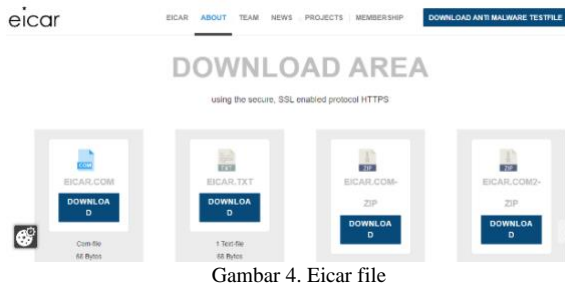 eicar
EICAR ABOUT TEAM NEWS PROJECTS MEMBERSHIP DOWNLOAD ANTI MALWARE TESTFILE
DOWNLOAD AREA
using the secure, SSL enabled protocol HTTPS
COM
TXT
ZIP
ZIP
EICAR.COM
EICAR.TXT
EICAR.COM-
ZIP
EICAR.COM2-
ZIP
DOWNLOA
D
DOWNLOA
D
DOWNLOA
D
DOWNLOA
D
Com-file
68 Bytes
1 Text-file
68 Bytes
Gambar 4. Eicar file